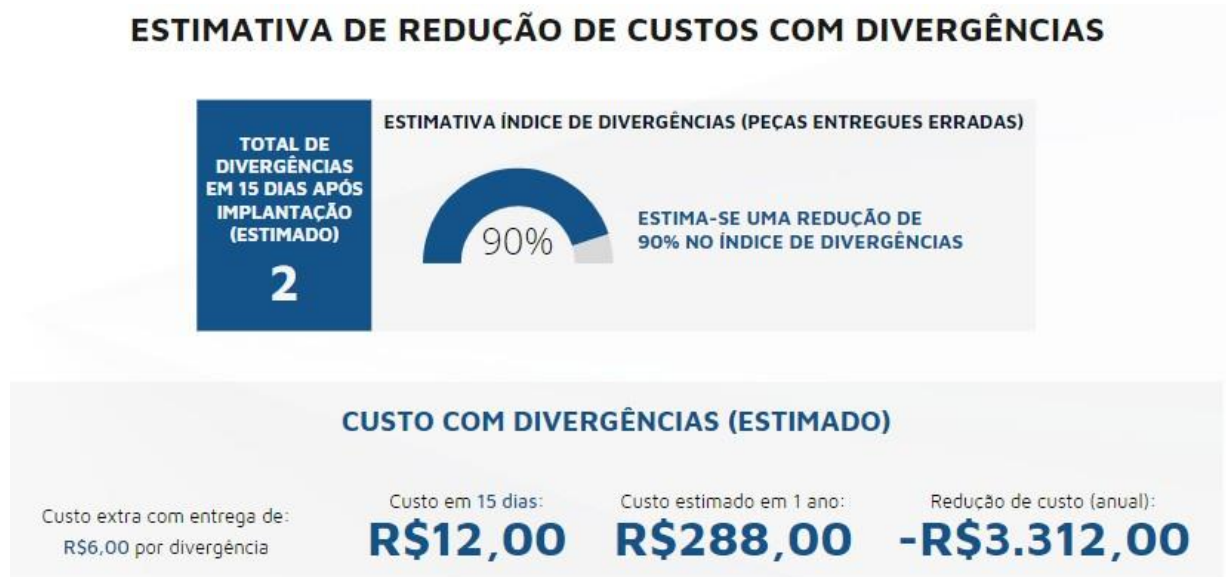 ESTIMATIVA DE REDUÇÃO DE CUSTOS COM DIVERGÊNCIAS
TOTAL DE
DIVERGÊNCIAS
EM 15 DIAS APÓS
IMPLANTAÇÃO
(ESTIMADO)
2
ESTIMATIVA ÍNDICE DE DIVERGÊNCIAS (PEÇAS ENTREGUES ERRADAS)
90%
ESTIMA-SE UMA REDUÇÃO DE
90% NO ÍNDICE DE DIVERGÊNCIAS
CUSTO COM DIVERGÊNCIAS (ESTIMADO)
Custo extra com entrega de:
R$6,00 por divergência
Custo em 15 dias:
R$12,00
Custo estimado em 1 ano:
R$288,00
Redução de custo (anual):
-R$3.312,00